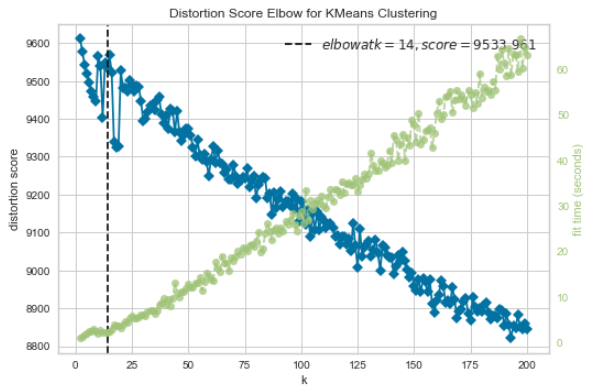 Distortion Score Elbow for KMeans Clustering
elbowatk = 14, score = 9533.961
distortion score
9600
9500
9400
9300
9200
9100
9000
8900
8800
fit time (seconds)
60
50
40
30
20
10
0
0 25 50 75 100 125 150 175 200
k